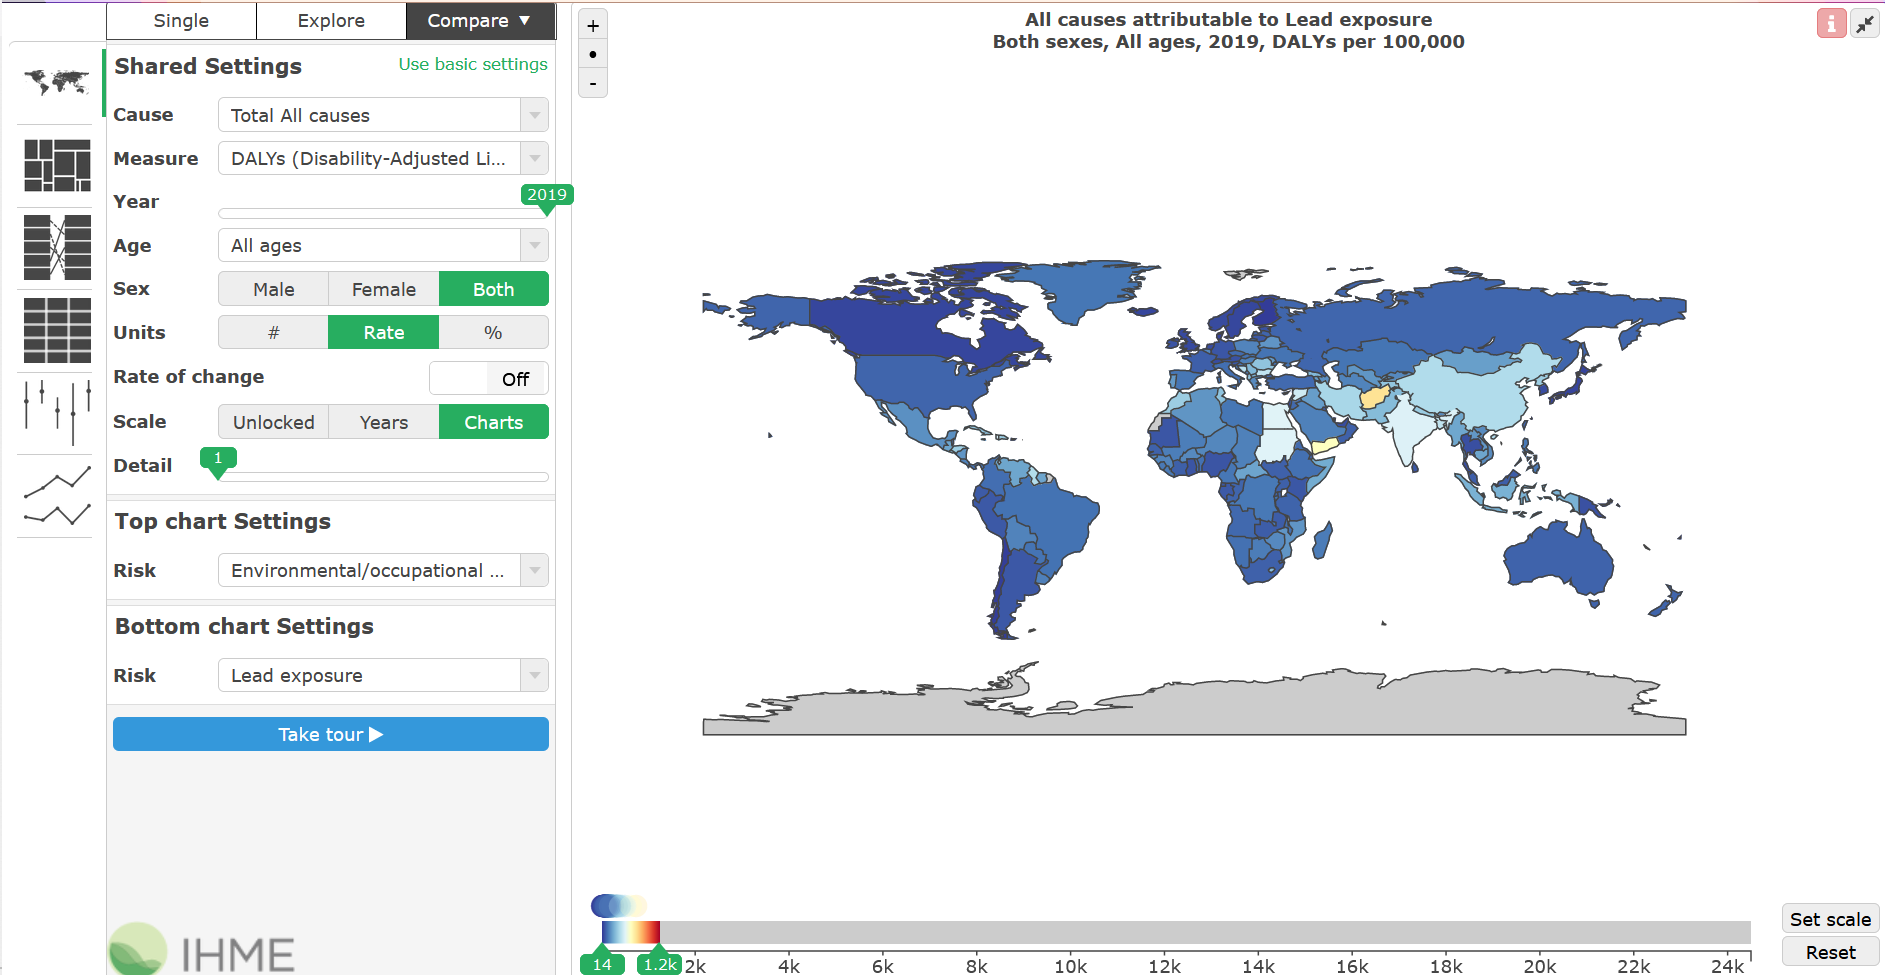 Single Explore Compare ▼
Shared Settings Use basic settings
Cause Total All causes
Measure DALYs (Disability-Adjusted Li...
Year 2019
Age All ages
Sex Male Female Both
Units # Rate %
Rate of change Off
Scale Unlocked Years Charts
Detail 1
Top chart Settings
Risk Environmental/occupational ...
Bottom chart Settings
Risk Lead exposure
Take tour ▶
IHME
+
•
-
All causes attributable to Lead exposure
Both sexes, All ages, 2019, DALYs per 100,000
i
14 1.2k 2k 4k 6k 8k 10k 12k 14k 16k 18k 20k 22k 24k
Set scale
Reset